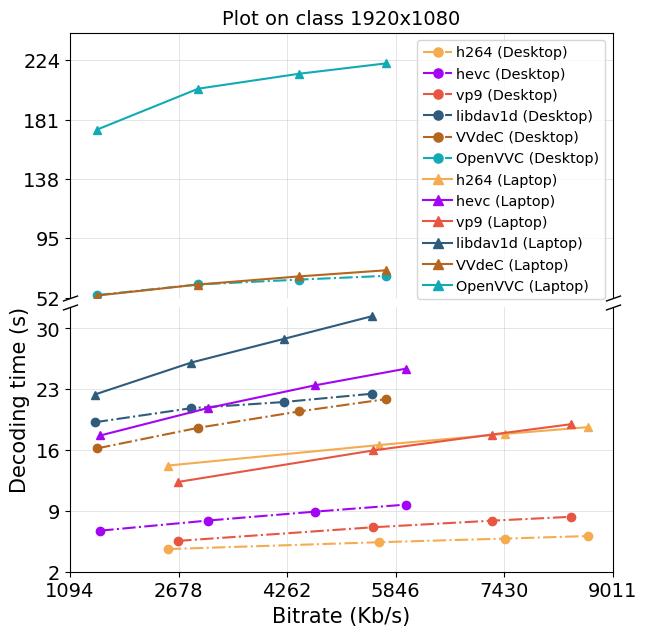 Plot on class 1920x1080
224
181
138
95
52
30
23
16
9
2
Decoding time (s)
h264 (Desktop)
hevc (Desktop)
vp9 (Desktop)
libdav1d (Desktop)
VVdeC (Desktop)
OpenVVC (Desktop)
h264 (Laptop)
hevc (Laptop)
vp9 (Laptop)
libdav1d (Laptop)
VVdeC (Laptop)
OpenVVC (Laptop)
1094 2678 4262 5846 7430 9011
Bitrate (Kb/s)